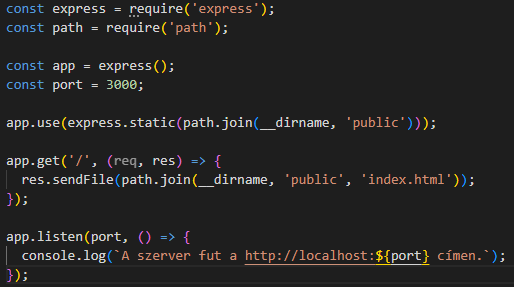 const express = require('express');
const path = require('path');
const app = express();
const port = 3000;
app.use(express.static(path.join(__dirname, 'public')));
app.get('/', (req, res) => {
res.sendFile(path.join(__dirname, 'public', 'index.html'));
});
app.listen(port, () => {
console.log(`A szerver fut a http://localhost:${port} címen.`);
});